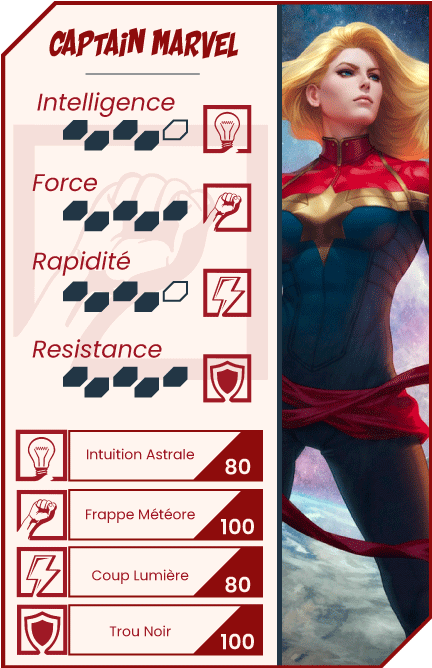 CAPTAIN MARVEL
Intelligence
Force
Rapidité
Resistance
Intuition Astrale
80
Frappe Météore
100
Coup Lumière
80
Trou Noir
100